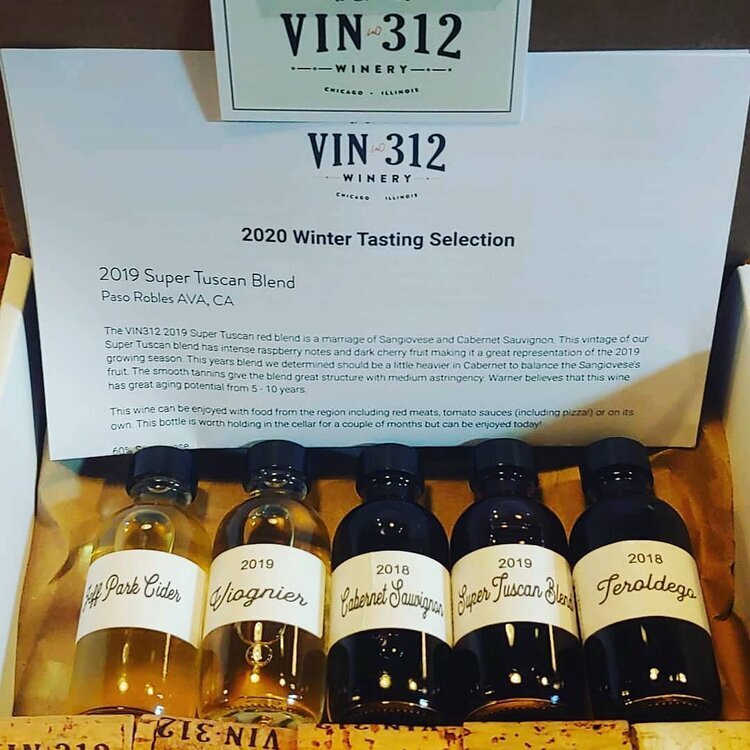 VIN NO 312
WINERY
CHICAGO • ILLINOIS
VIN NO 312
WINERY
CHICAGO • ILLINOIS
2020 Winter Tasting Selection
2019 Super Tuscan Blend
Paso Robles AVA, CA
The VIN312 2019 Super Tuscan red blend is a marriage of Sangiovese and Cabernet Sauvignon. This vintage of our
Super Tuscan blend has intense raspberry notes and dark cherry fruit making it a great representation of the 2019
growing season. This years blend we determined should be a little heavier in Cabernet to balance the Sangiovese's
fruit. The smooth tannins give the blend great structure with medium astringency. Warner believes that this wine
has great aging potential from 5 - 10 years.
This wine can be enjoyed with food from the region including red meats, tomato sauces (including pizza!) or on its
own. This bottle is worth holding in the cellar for a couple of months but can be enjoyed today!
60%
Jeff Park Cider
2019
Viognier
2018
Cabernet Sauvignon
2019
Super Tuscan Blend
2018
Teroldego
VIN 312
VIN